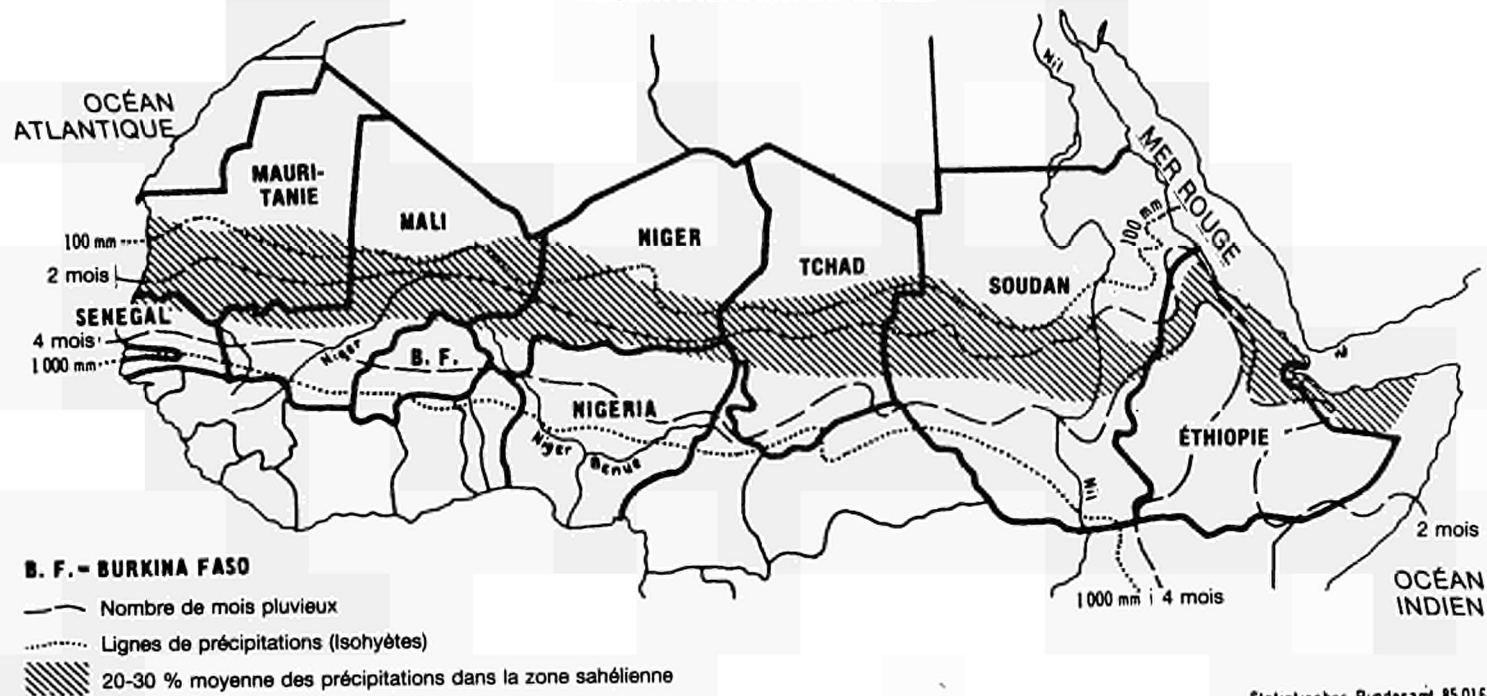 OCÉAN
ATLANTIQUE
MAURI-
TANIE
MALI
NIGER
TCHAD
SOUDAN
Nil
MER ROUGE
100 mm
100 mm
2 mois
SENEGAL
4 mois
1 000 mm
Niger
B. F.
NIGERIA
Niger
Benue
ÉTHIOPIE
Nil
2 mois
1000 mm
4 mois
OCÉAN
INDIEN
B. F. = BURKINA FASO
Nombre de mois pluvieux
Lignes de précipitations (Isohyètes)
20-30 % moyenne des précipitations dans la zone sahélienne